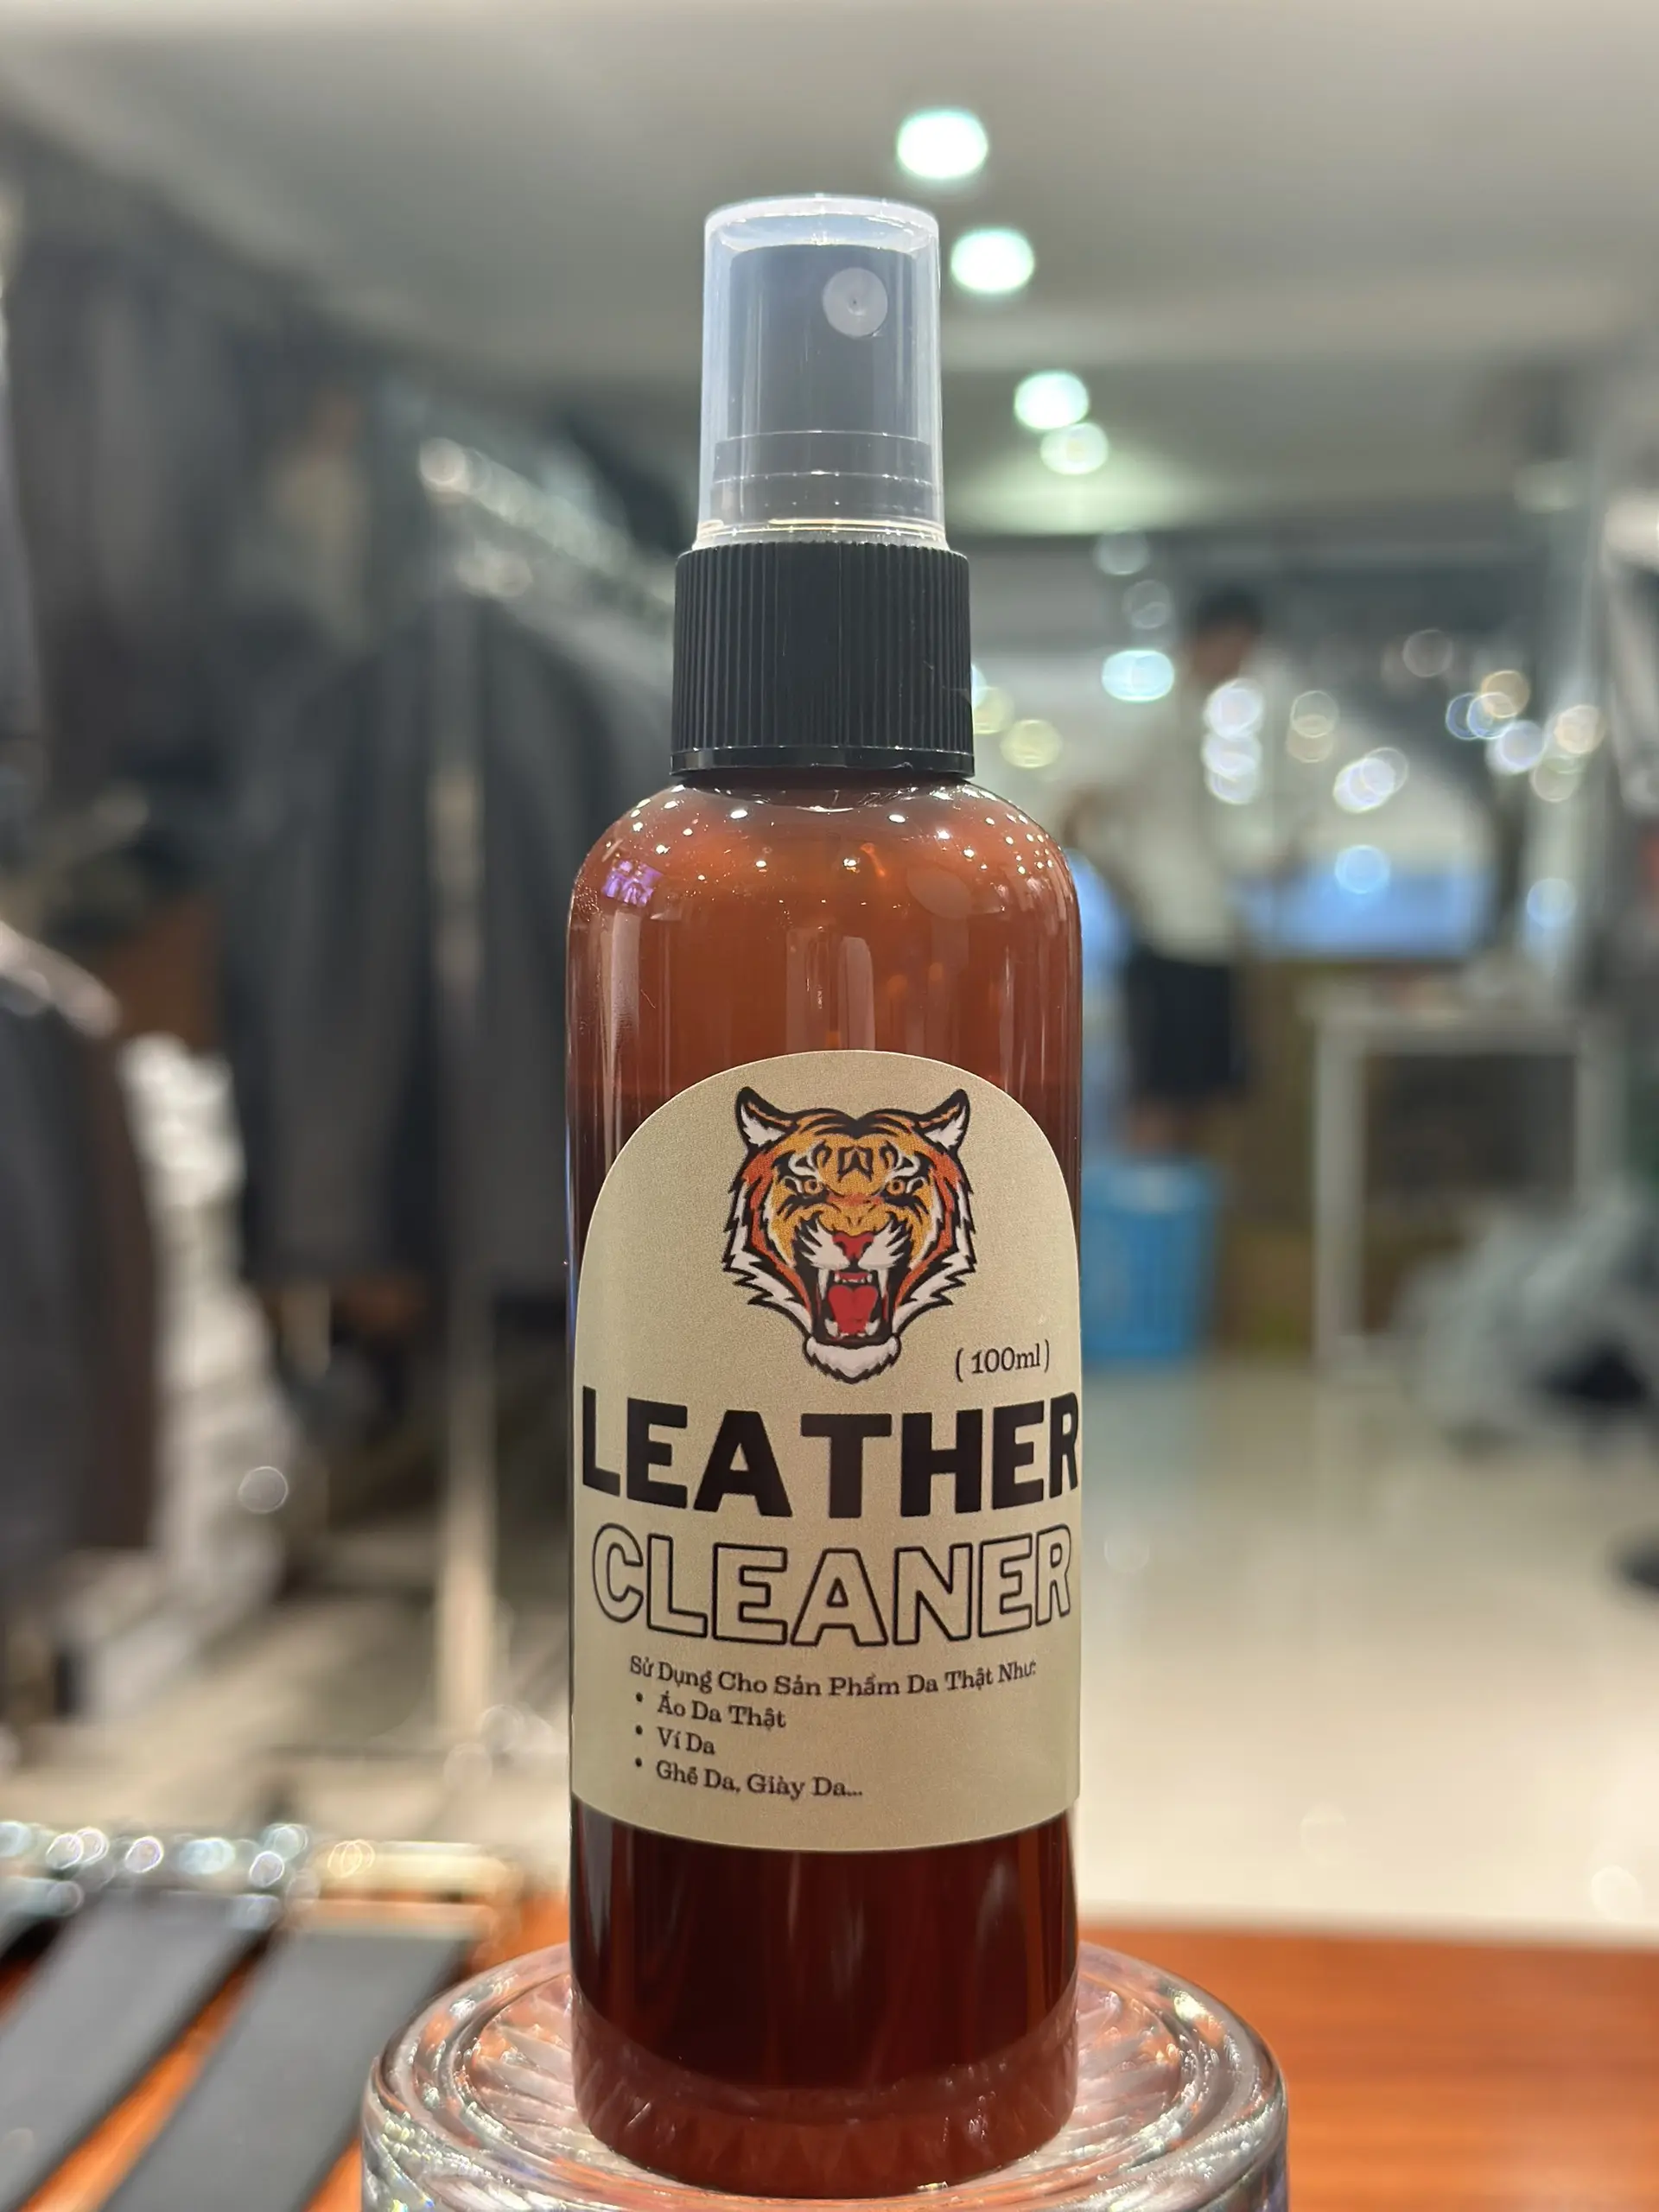 ( 100ml )
LEATHER
CLEANER
Sử Dụng Cho Sản Phẩm Da Thật Như:
• Áo Da Thật
• Ví Da
• Ghế Da, Giày Da...